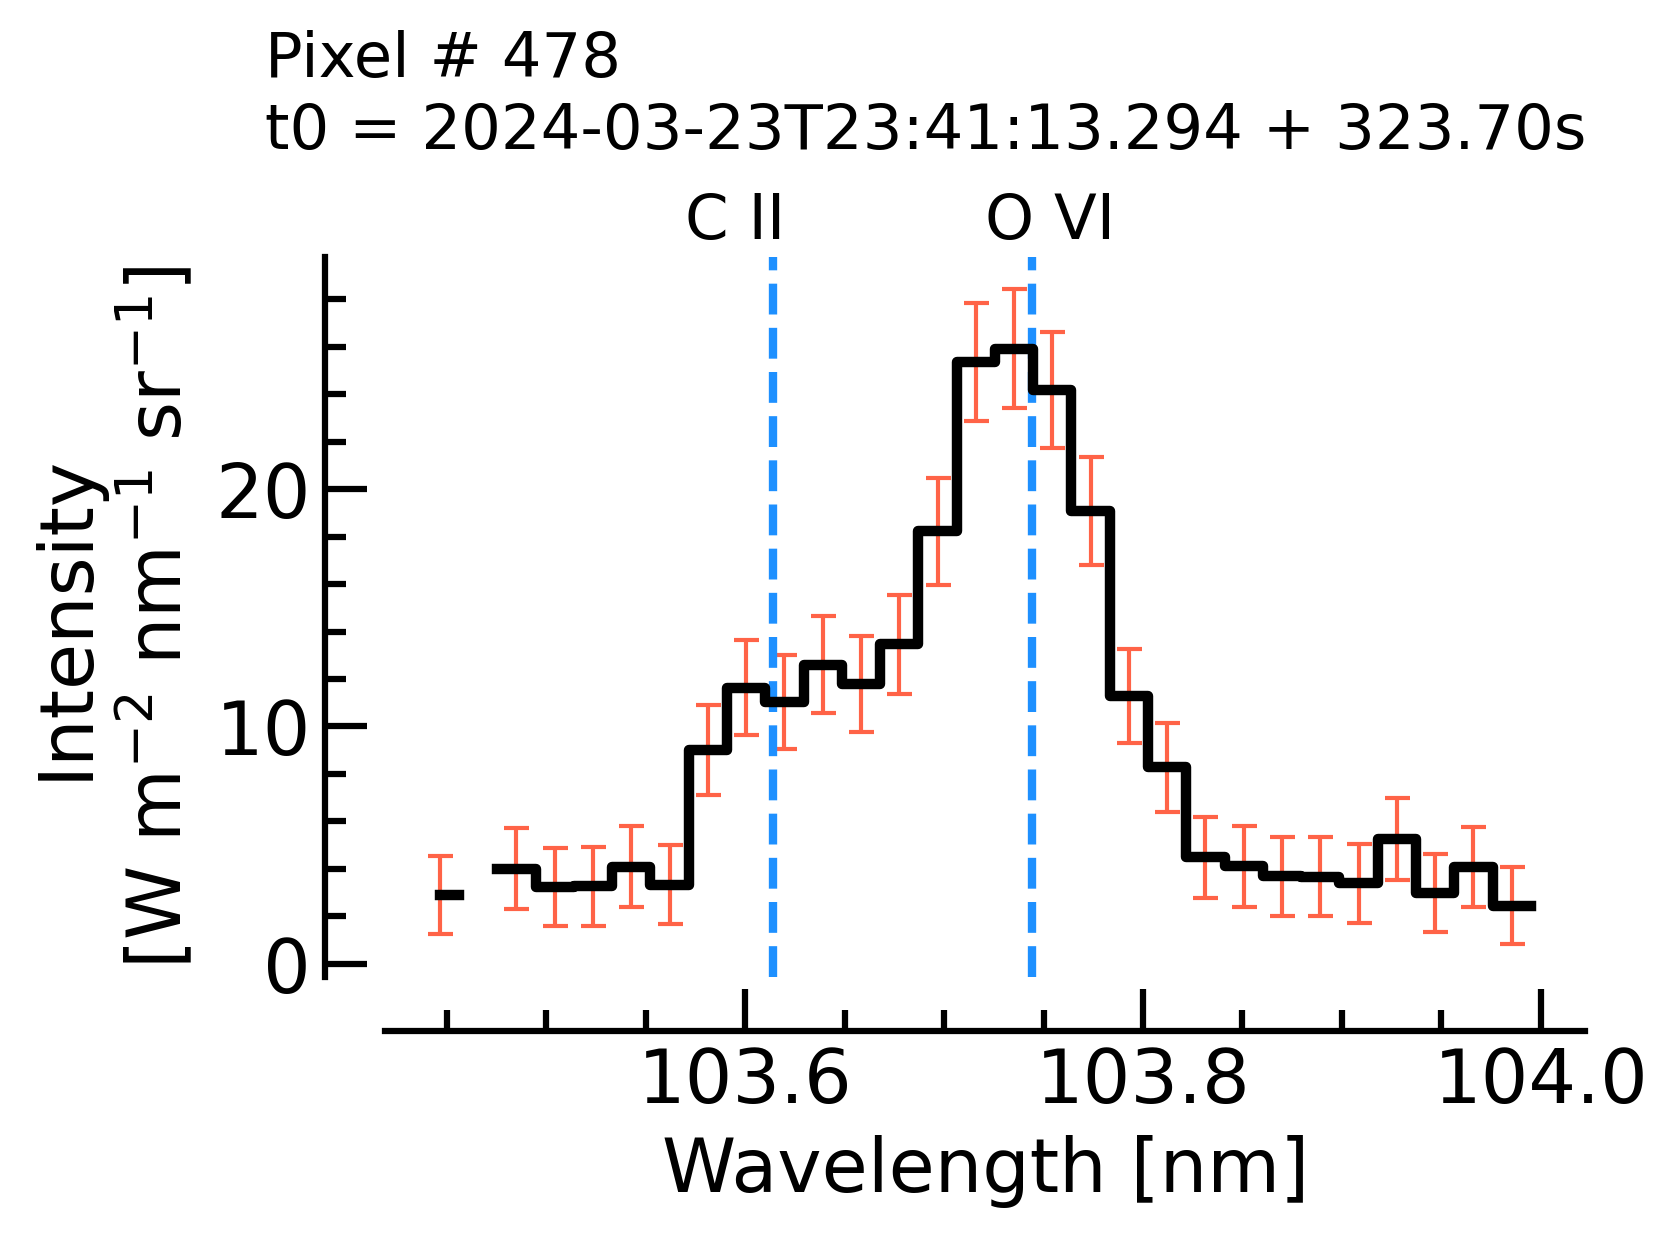 Pixel # 478
t0 = 2024-03-23T23:41:13.294 + 323.70s
C II
O VI
Intensity
[W m⁻² nm⁻¹ sr⁻¹]
20
10
0
103.6
103.8
104.0
Wavelength [nm]